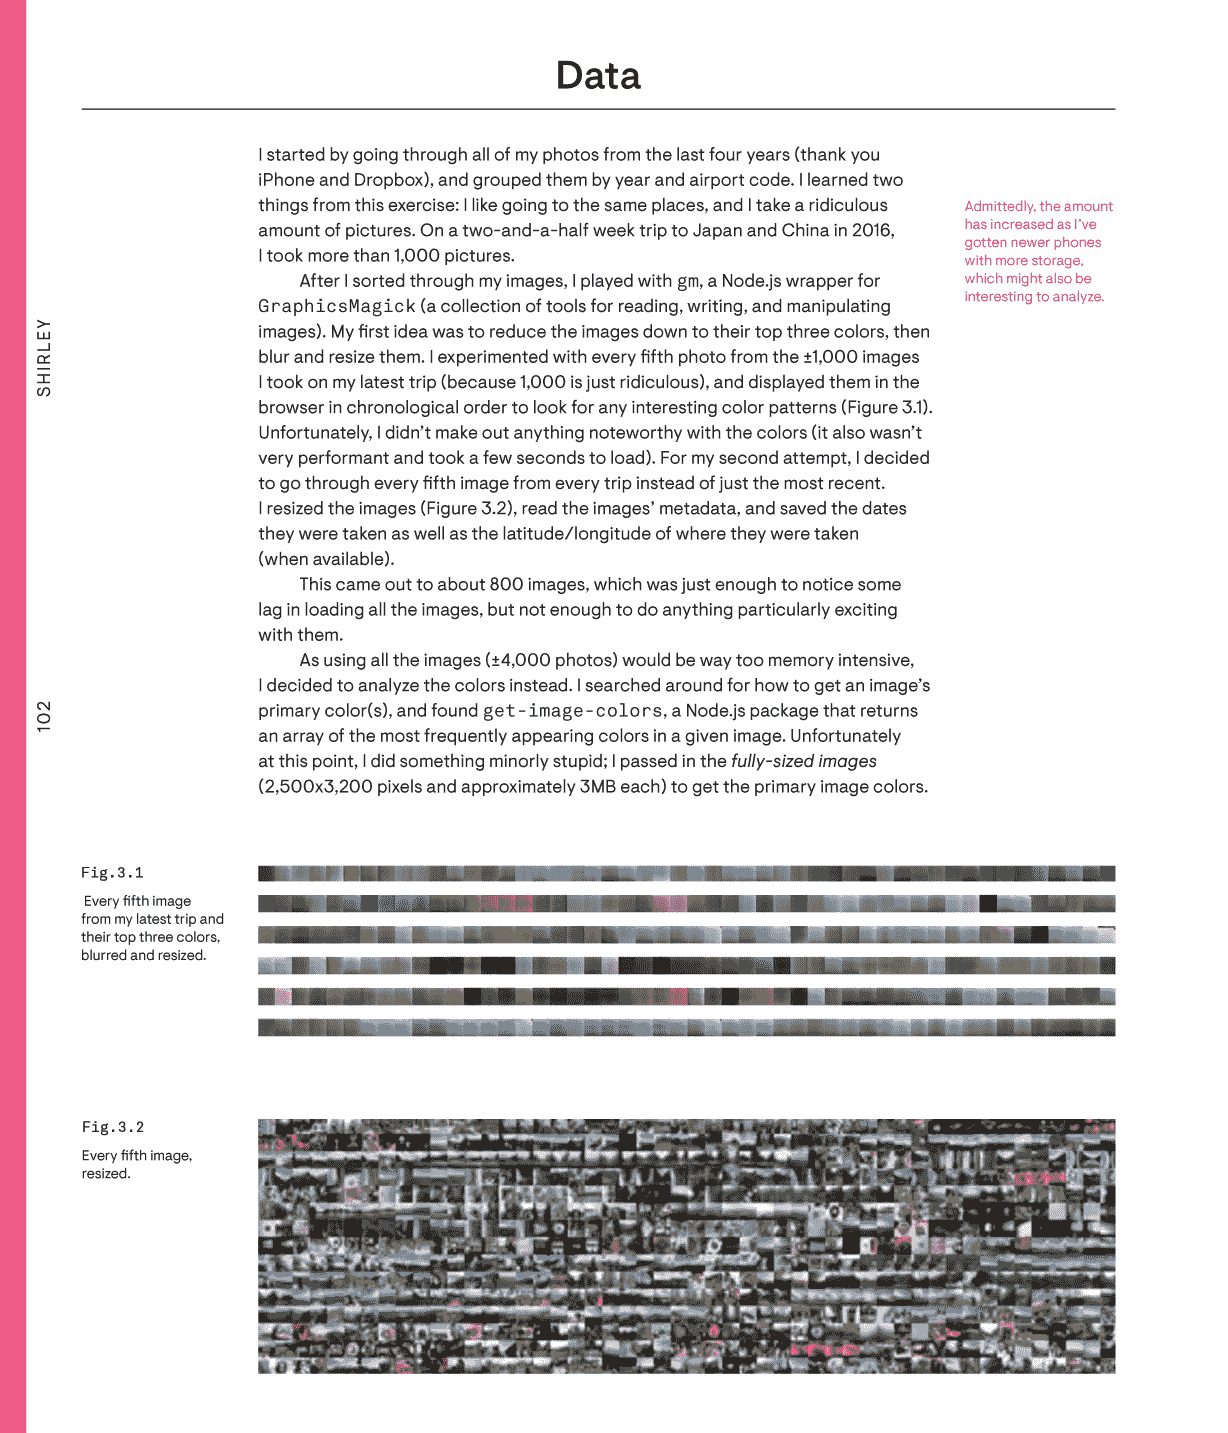 Data
I started by going through all of my photos from the last four years (thank you
iPhone and Dropbox), and grouped them by year and airport code. I learned two
things from this exercise: I like going to the same places, and I take a ridiculous
amount of pictures. On a two-and-a-half week trip to Japan and China in 2016,
I took more than 1,000 pictures.
Admittedly, the amount
has increased as I’ve
gotten newer phones
with more storage,
which might also be
interesting to analyze.
After I sorted through my images, I played with gm, a Node.js wrapper for
GraphicsMagick (a collection of tools for reading, writing, and manipulating
images). My first idea was to reduce the images down to their top three colors, then
blur and resize them. I experimented with every fifth photo from the ±1,000 images
I took on my latest trip (because 1,000 is just ridiculous), and displayed them in the
browser in chronological order to look for any interesting color patterns (Figure 3.1).
Unfortunately, I didn’t make out anything noteworthy with the colors (it also wasn’t
very performant and took a few seconds to load). For my second attempt, I decided
to go through every fifth image from every trip instead of just the most recent.
I resized the images (Figure 3.2), read the images’ metadata, and saved the dates
they were taken as well as the latitude/longitude of where they were taken
(when available).
This came out to about 800 images, which was just enough to notice some
lag in loading all the images, but not enough to do anything particularly exciting
with them.
As using all the images (±4,000 photos) would be way too memory intensive,
I decided to analyze the colors instead. I searched around for how to get an image’s
primary color(s), and found get-image-colors, a Node.js package that returns
an array of the most frequently appearing colors in a given image. Unfortunately
at this point, I did something minorly stupid; I passed in the fully-sized images
(2,500x3,200 pixels and approximately 3MB each) to get the primary image colors.
SHIRLEY
102
Fig.3.1
Every fifth image
from my latest trip and
their top three colors,
blurred and resized.
Fig.3.2
Every fifth image,
resized.